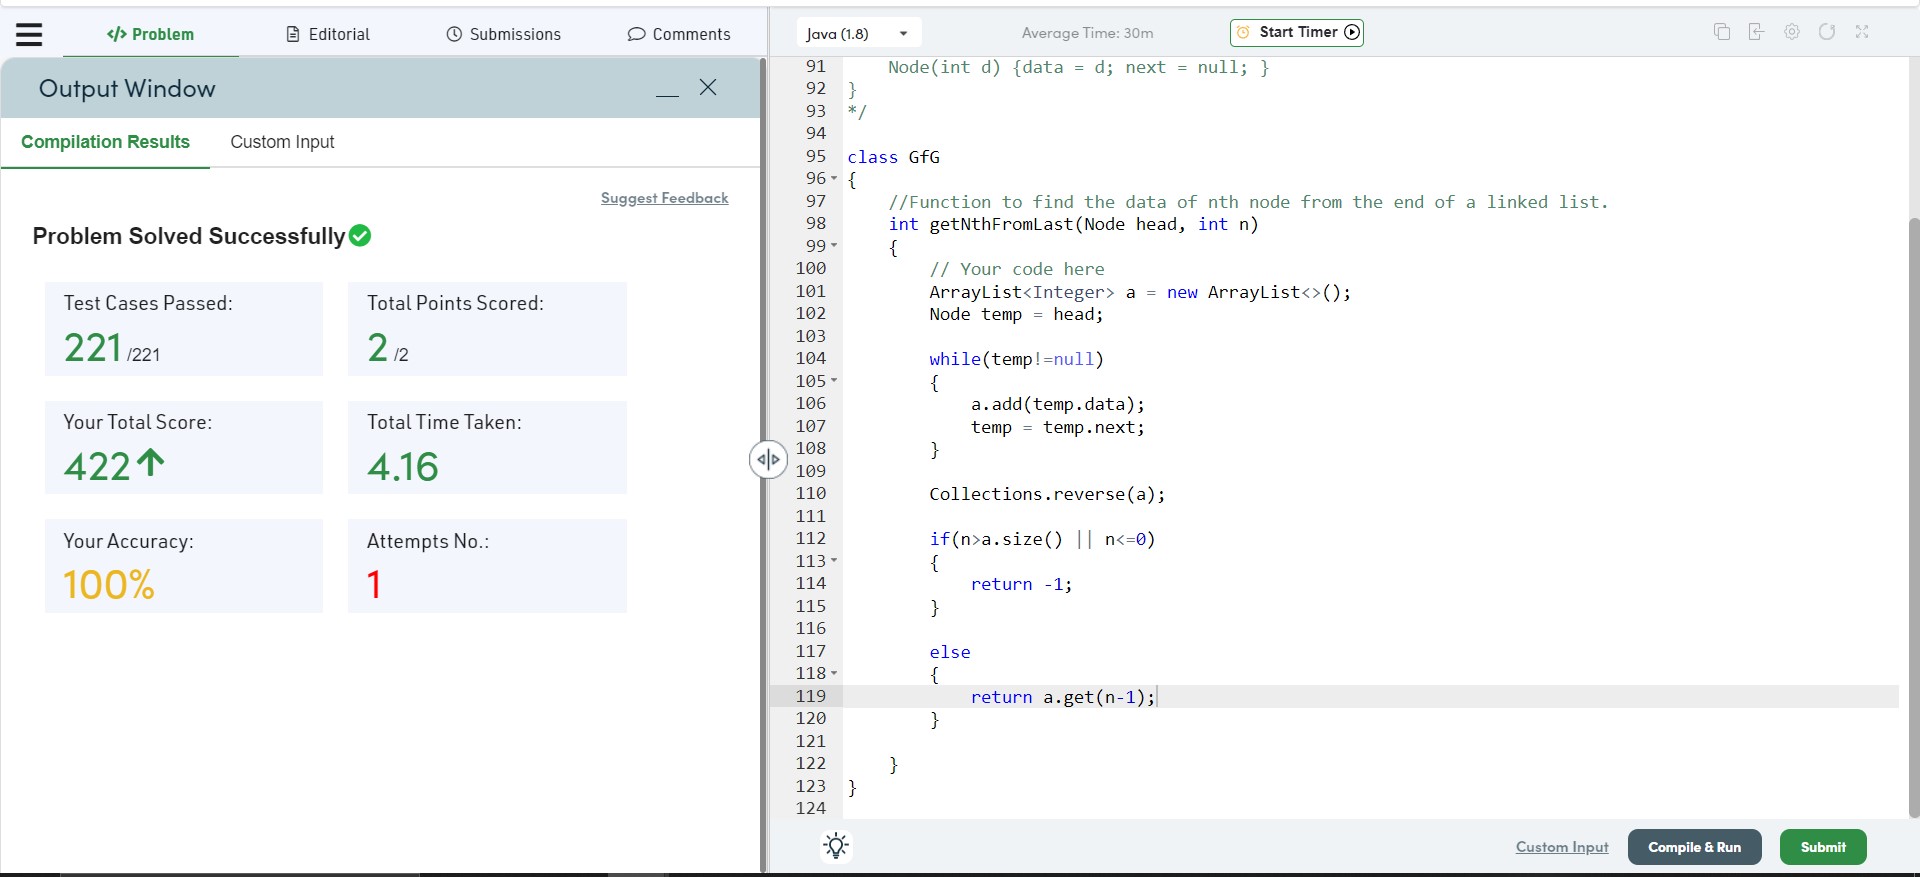 </> Problem
Editorial
Submissions
Comments
Output Window
Compilation Results
Custom Input
Suggest Feedback
Problem Solved Successfully
Test Cases Passed:
221 /221
Total Points Scored:
2 /2
Your Total Score:
422
Total Time Taken:
4.16
Your Accuracy:
100%
Attempts No.:
1
Java (1.8)
Average Time: 30m
Start Timer
91     Node(int d) {data = d; next = null; }
92 }
93 */
94
95 class GfG
96 {
97     //Function to find the data of nth node from the end of a linked list.
98     int getNthFromLast(Node head, int n)
99     {
100         // Your code here
101         ArrayList<Integer> a = new ArrayList<>();
102         Node temp = head;
103
104         while(temp!=null)
105         {
106             a.add(temp.data);
107             temp = temp.next;
108         }
109
110         Collections.reverse(a);
111
112         if(n>a.size() || n<=0)
113         {
114             return -1;
115         }
116
117         else
118         {
119             return a.get(n-1);
120         }
121
122     }
123 }
124
Custom Input
Compile & Run
Submit